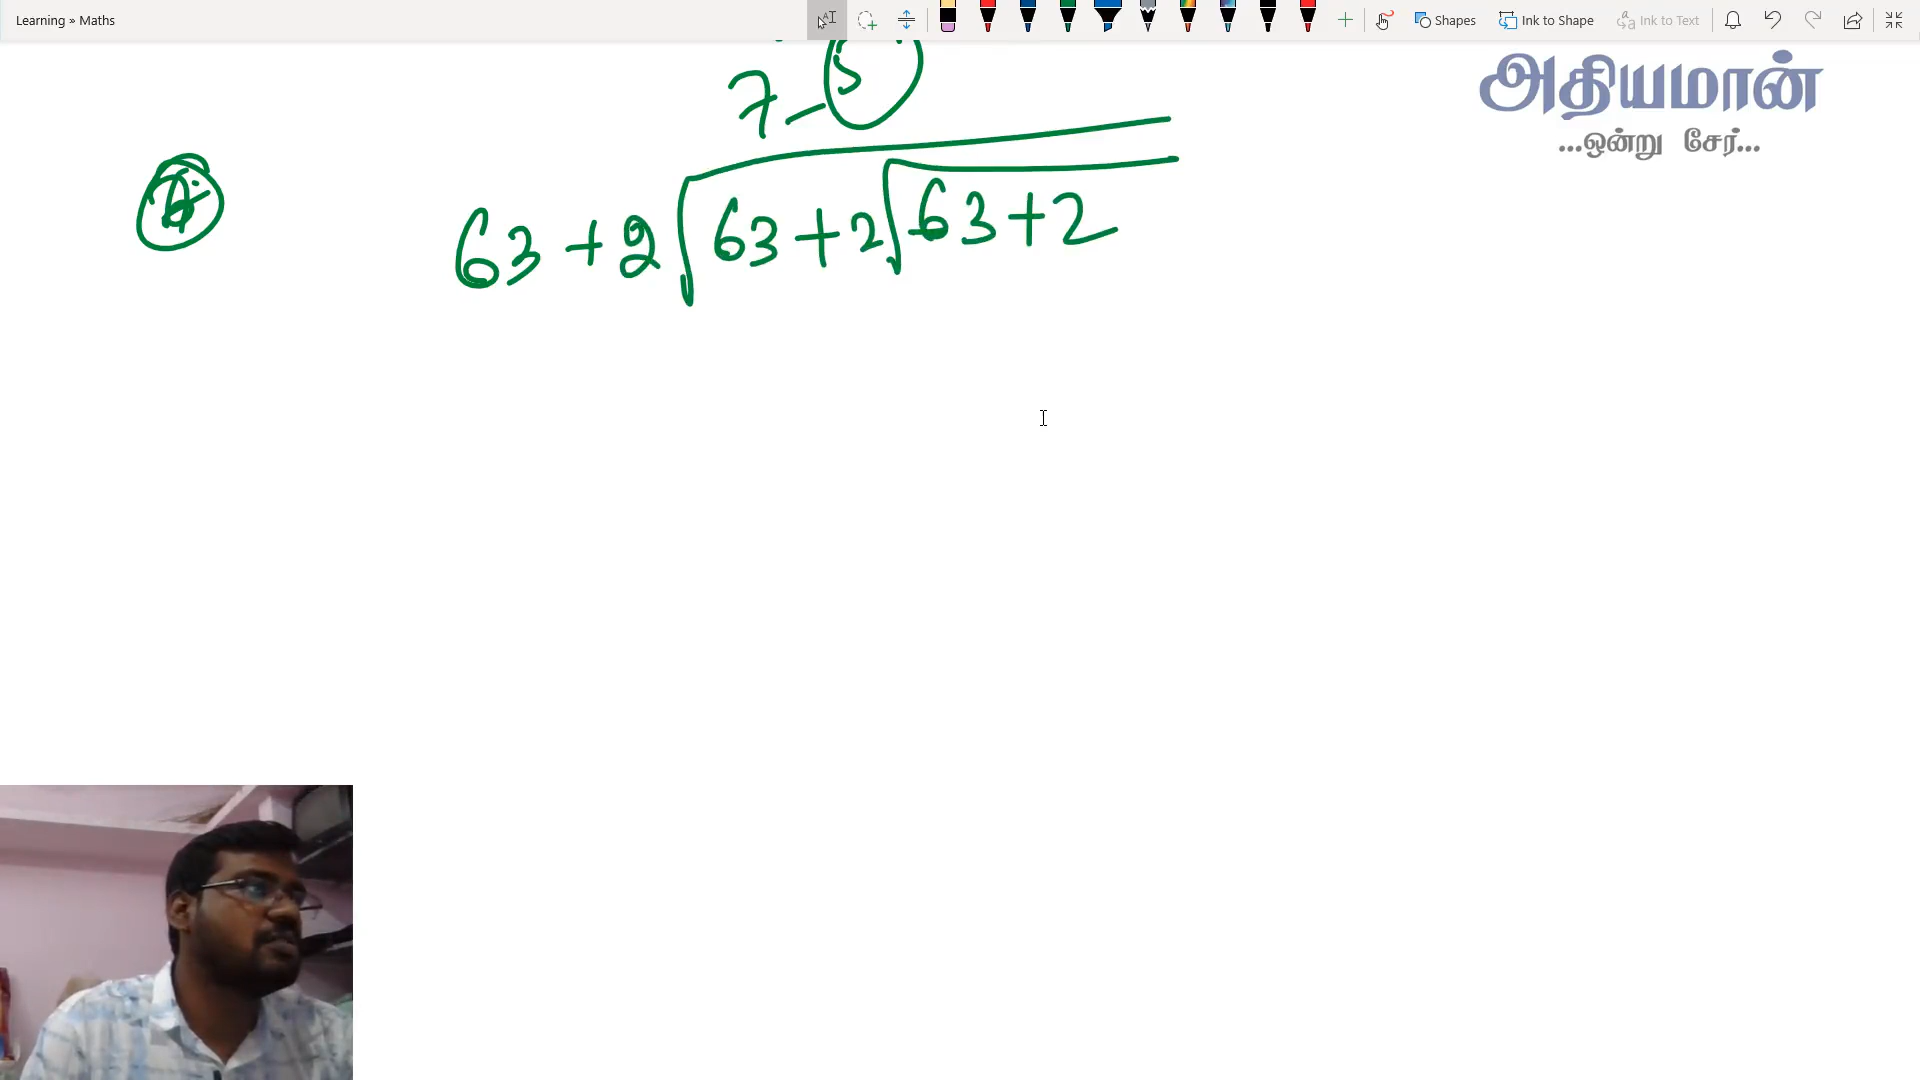 Learning » Maths
Shapes
Ink to Shape
Ink to Text
அதியமான்
...ஒன்று சேர்...
7-5
63+2√63+2√63+2